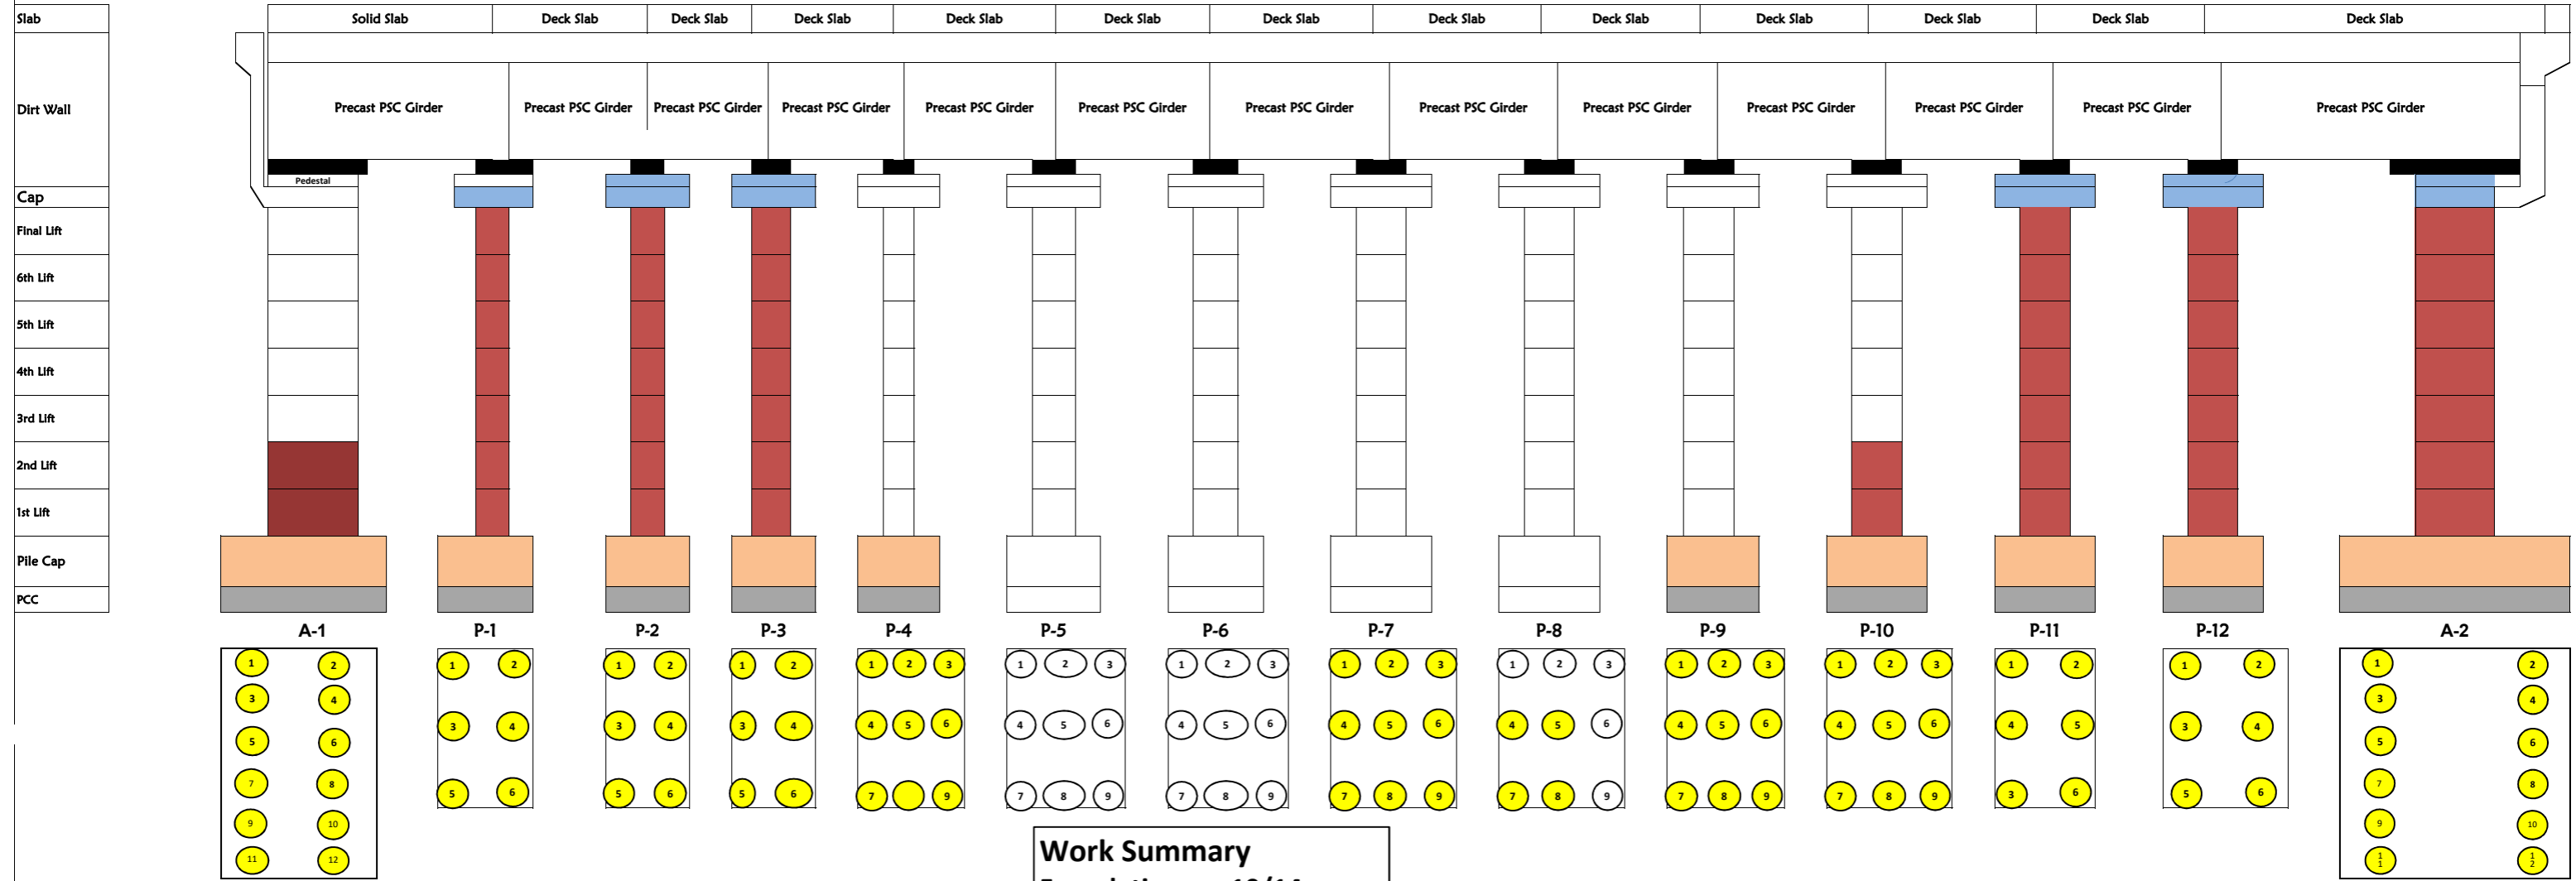 Slab
Solid Slab Deck Slab Deck Slab Deck Slab Deck Slab Deck Slab Deck Slab Deck Slab Deck Slab Deck Slab Deck Slab Deck Slab Deck Slab
Dirt Wall
Precast PSC Girder Precast PSC Girder Precast PSC Girder Precast PSC Girder Precast PSC Girder Precast PSC Girder Precast PSC Girder Precast PSC Girder Precast PSC Girder Precast PSC Girder Precast PSC Girder Precast PSC Girder Precast PSC Girder
Pedestal
Cap
Final Lift
6th Lift
5th Lift
4th Lift
3rd Lift
2nd Lift
1st Lift
Pile Cap
PCC
A-1 P-1 P-2 P-3 P-4 P-5 P-6 P-7 P-8 P-9 P-10 P-11 P-12 A-2
1 2 1 2 1 2 1 2 1 2 3 1 2 3 1 2 3 1 2 3 1 2 3 1 2 3 1 2 3 1 2 1 2 1 2
3 4 3 4
3 4 3 4 3 4 4 5 6 4 5 6 4 5 6 4 5 6 4 5 6 4 5 6 4 5 6 4 5 3 4
5 6 5 6
7 8 7 8
5 6 5 6 5 6 7 9 7 8 9 7 8 9 7 8 9 7 8 9 7 8 9 7 8 9 3 6 5 6
9 10 9 10
11 12 11 12
Work Summary